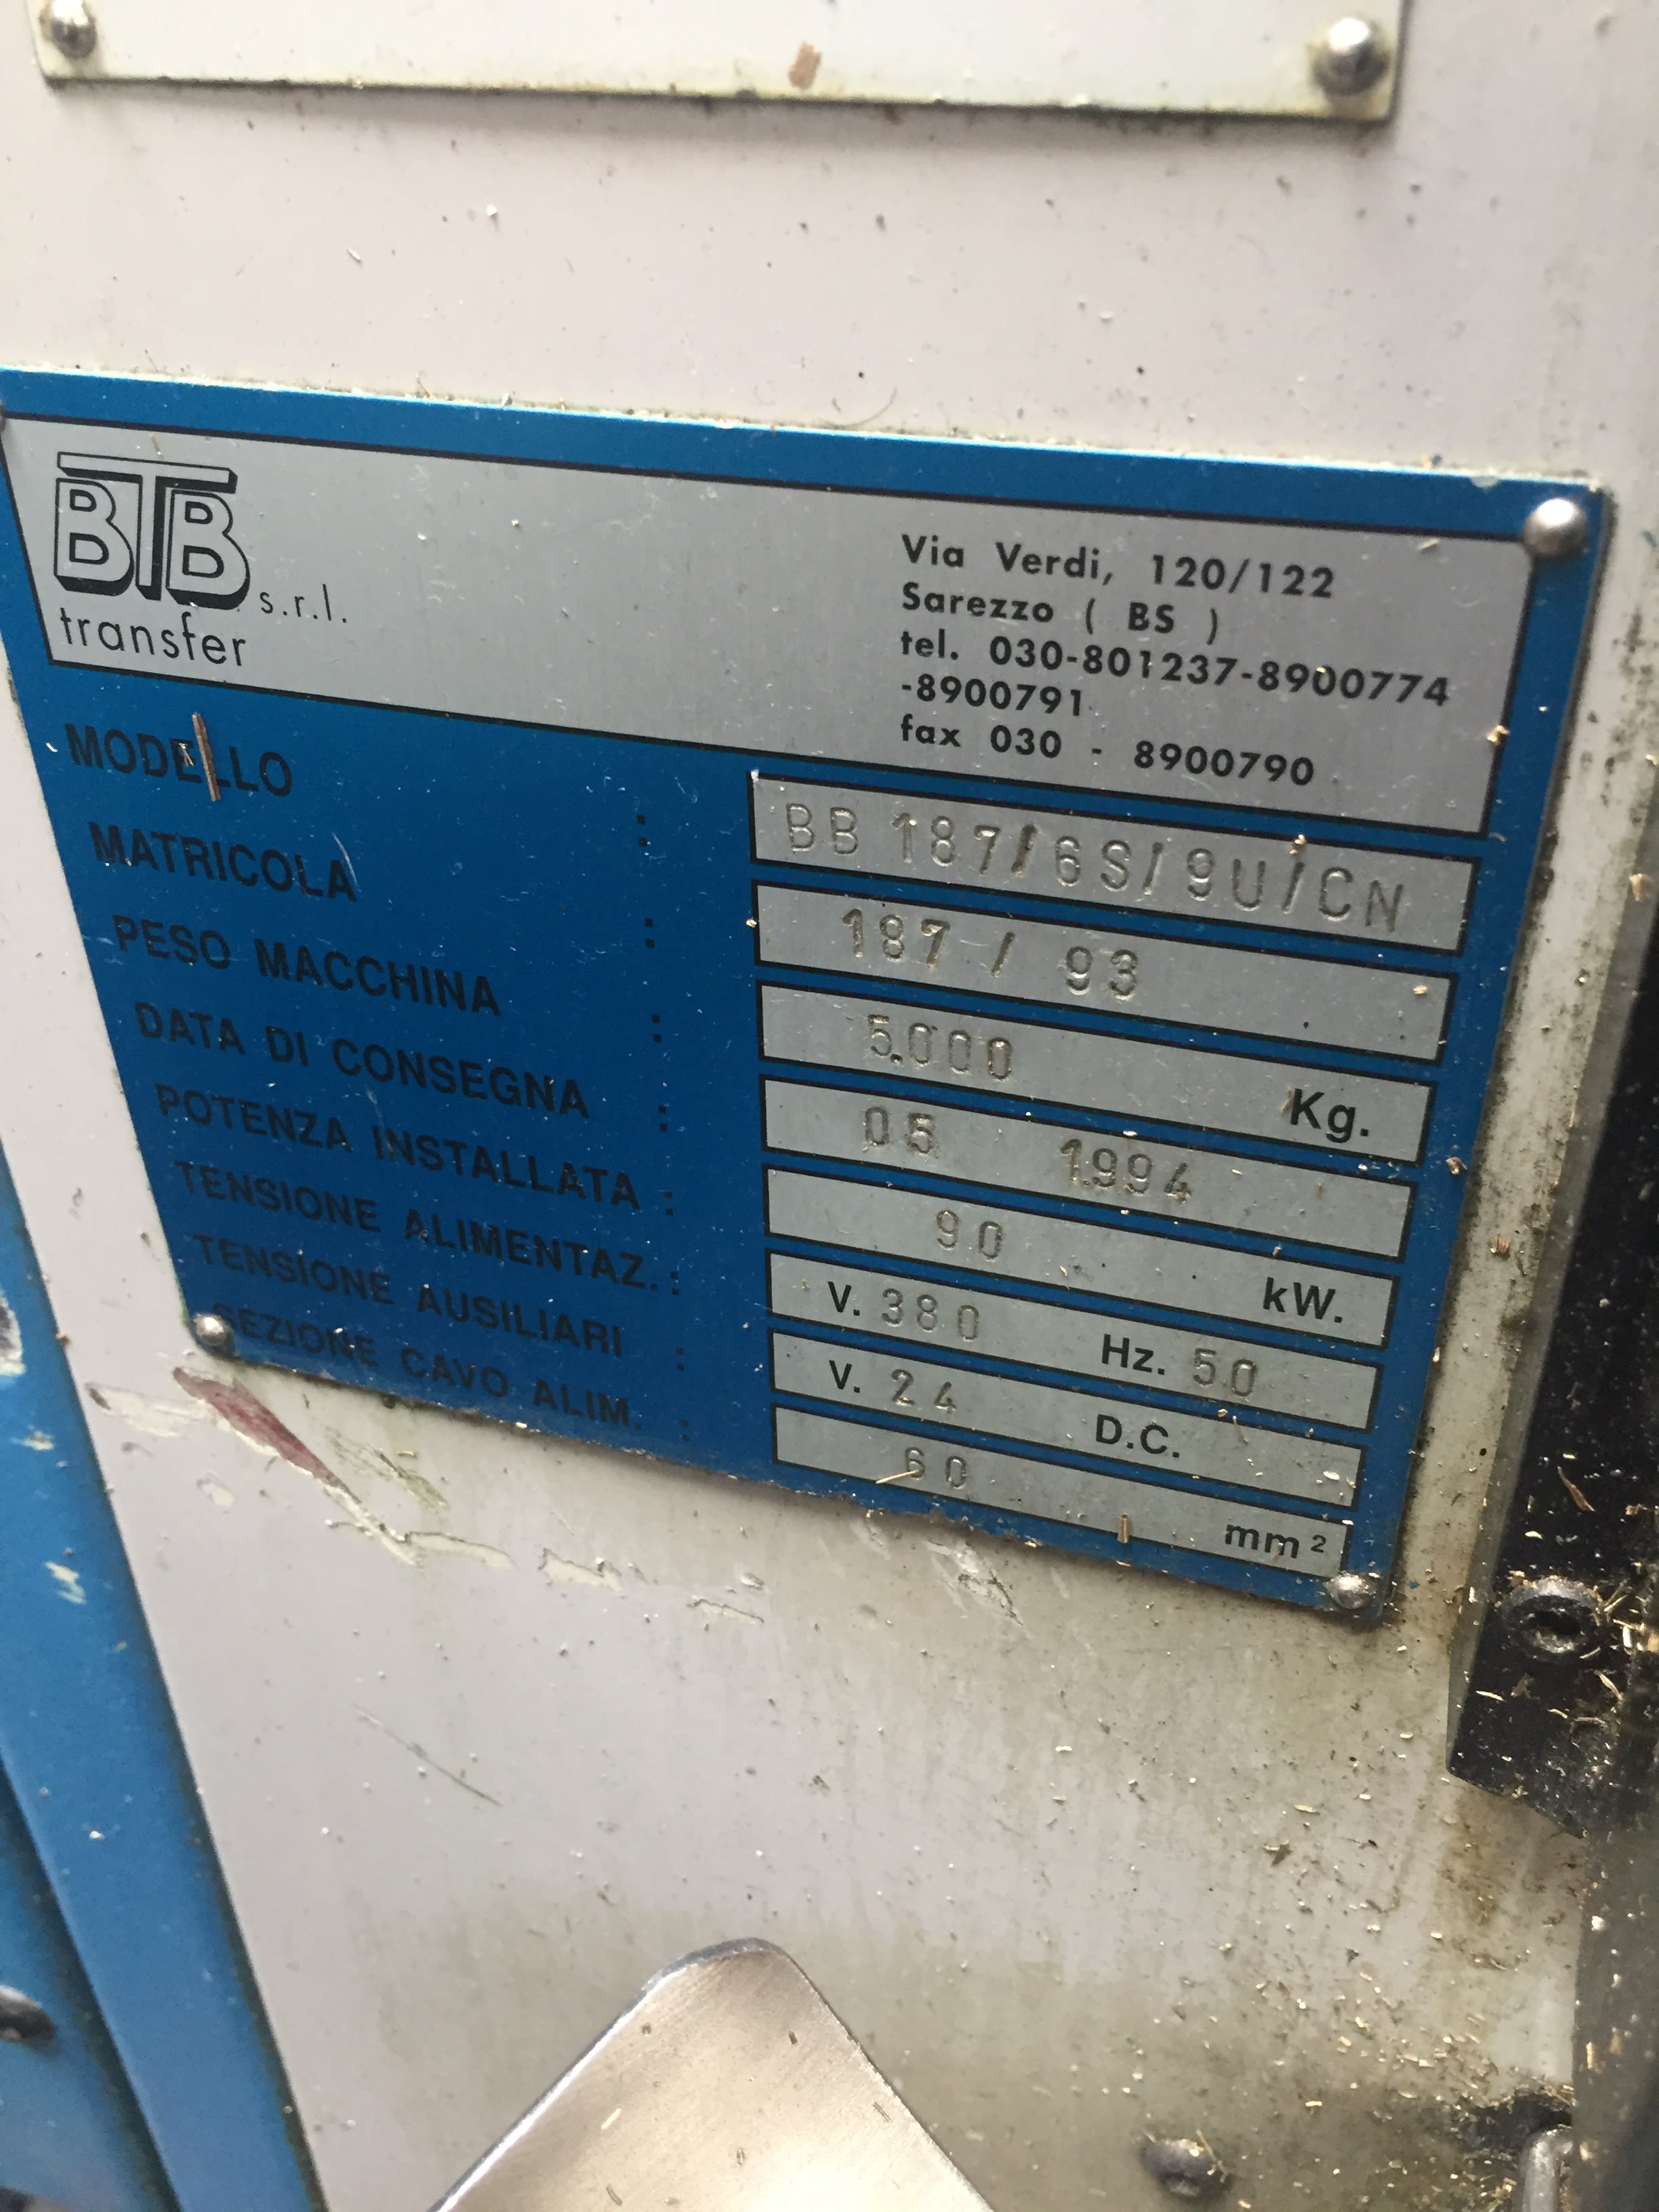 BTB s.r.l.
transfer
Via Verdi, 120/122
Sarezzo ( BS )
tel. 030-801237-8900774
-8900791
fax 030 - 8900790
MODELLO : BB 187/6S/9U/CN
MATRICOLA : 187 / 93
PESO MACCHINA : 5.000 Kg.
DATA DI CONSEGNA : 05 1994
POTENZA INSTALLATA : 90 kW.
TENSIONE ALIMENTAZ. : V. 380 Hz. 50
TENSIONE AUSILIARI : V. 24 D.C.
SEZIONE CAVO ALIM. : 60 mm²